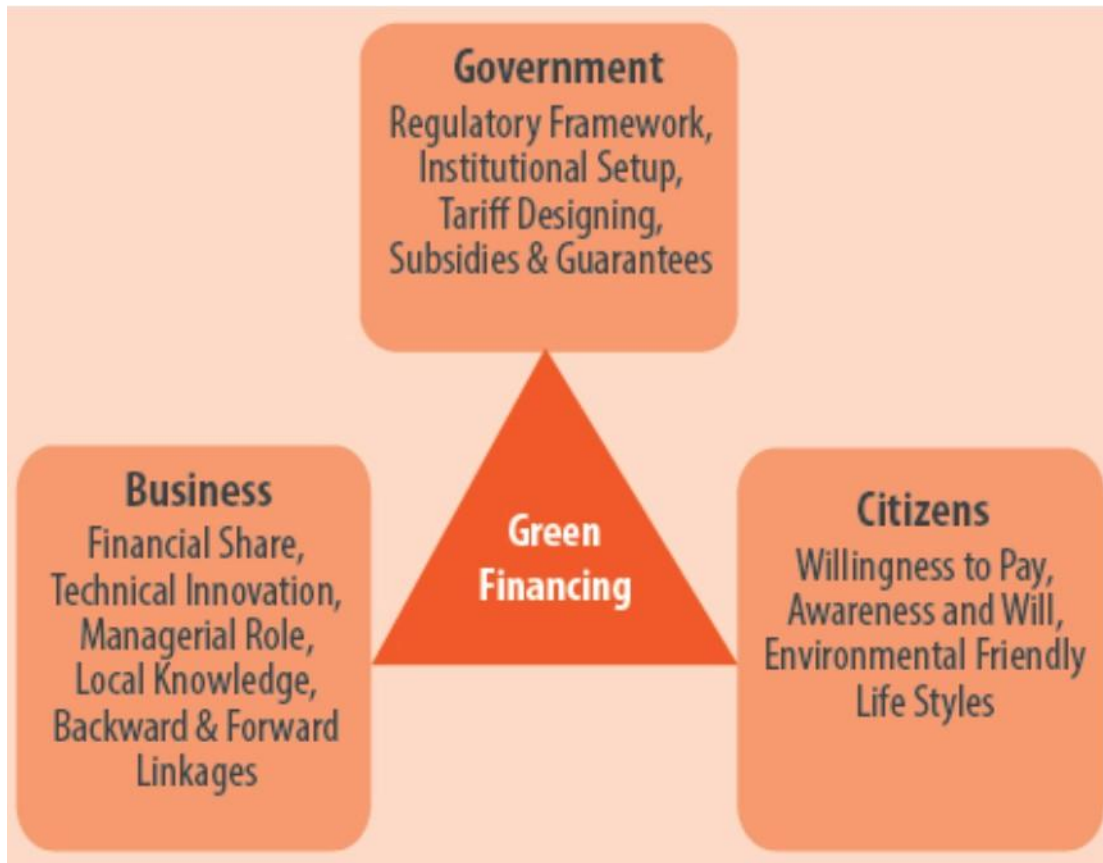 Government
Regulatory Framework,
Institutional Setup,
Tariff Designing,
Subsidies & Guarantees
Business
Financial Share,
Technical Innovation,
Managerial Role,
Local Knowledge,
Backward & Forward
Linkages
Green
Financing
Citizens
Willingness to Pay,
Awareness and Will,
Environmental Friendly
Life Styles